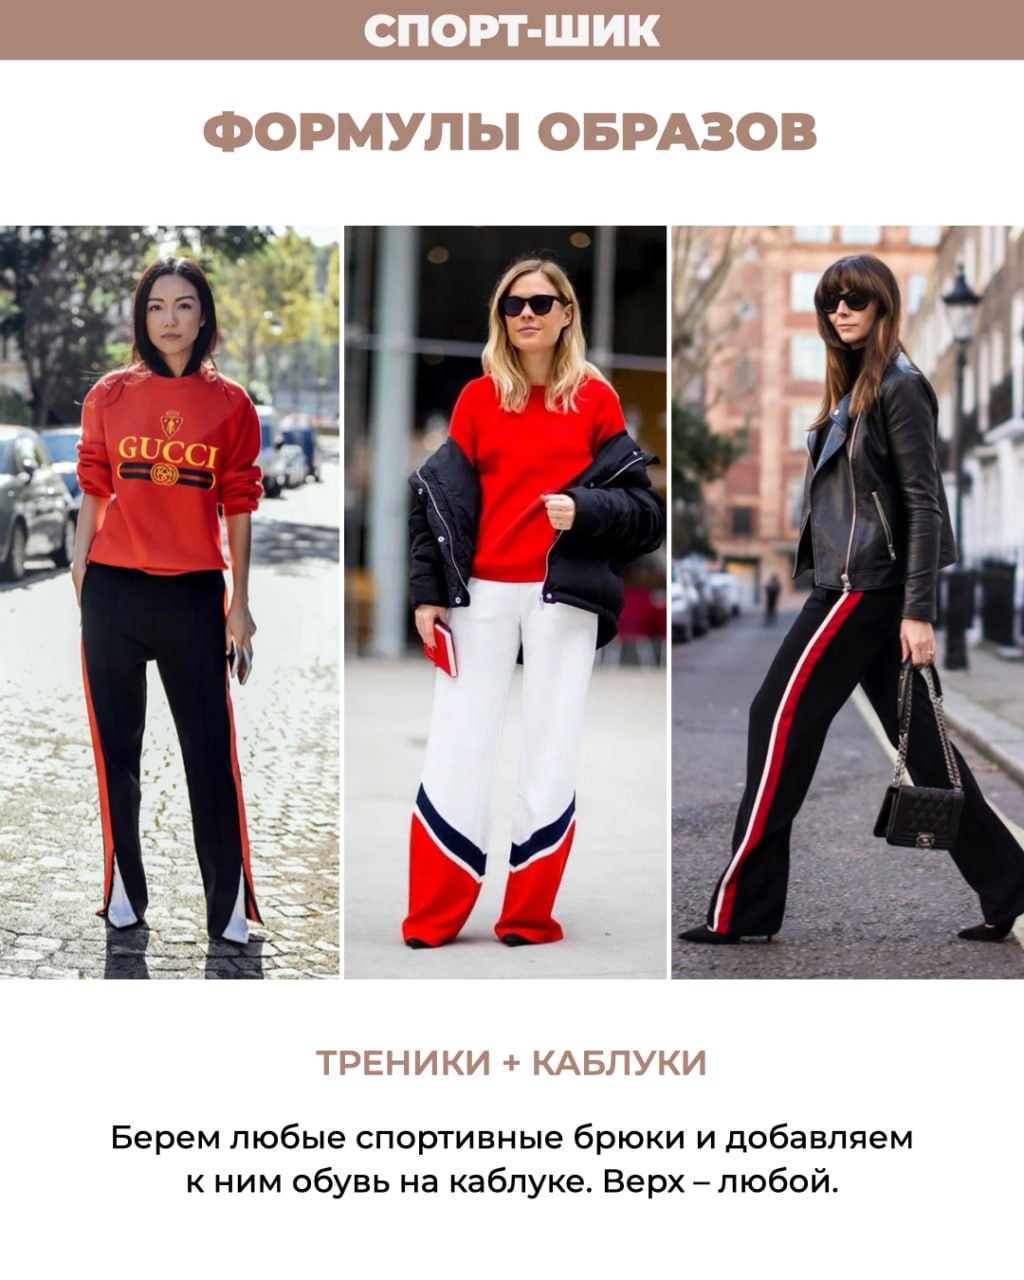 СПОРТ-ШИК
ФОРМУЛЫ ОБРАЗОВ
GUCCI
ТРЕНИКИ + КАБЛУКИ
Берем любые спортивные брюки и добавляем
к ним обувь на каблуке. Верх – любой.